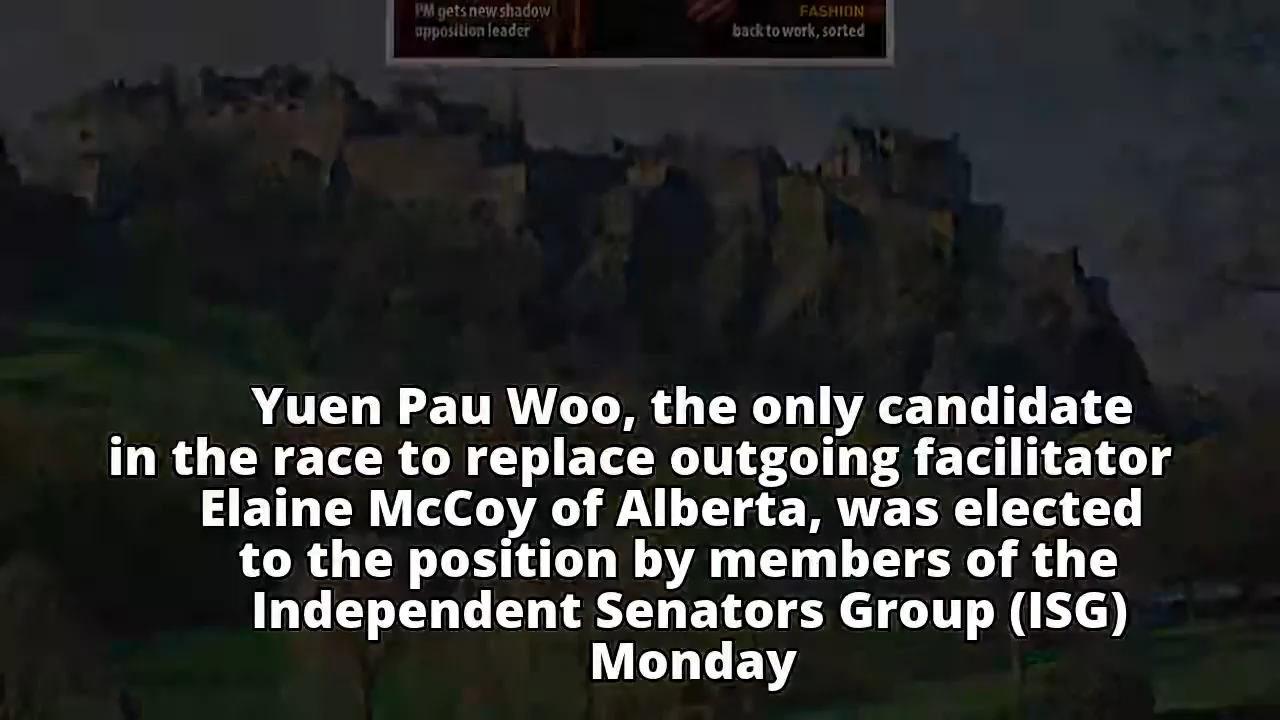 PM gets new shadow
opposition leader
FASHION
back to work, sorted
Yuen Pau Woo, the only candidate
in the race to replace outgoing facilitator
Elaine McCoy of Alberta, was elected
to the position by members of the
Independent Senators Group (ISG)
Monday